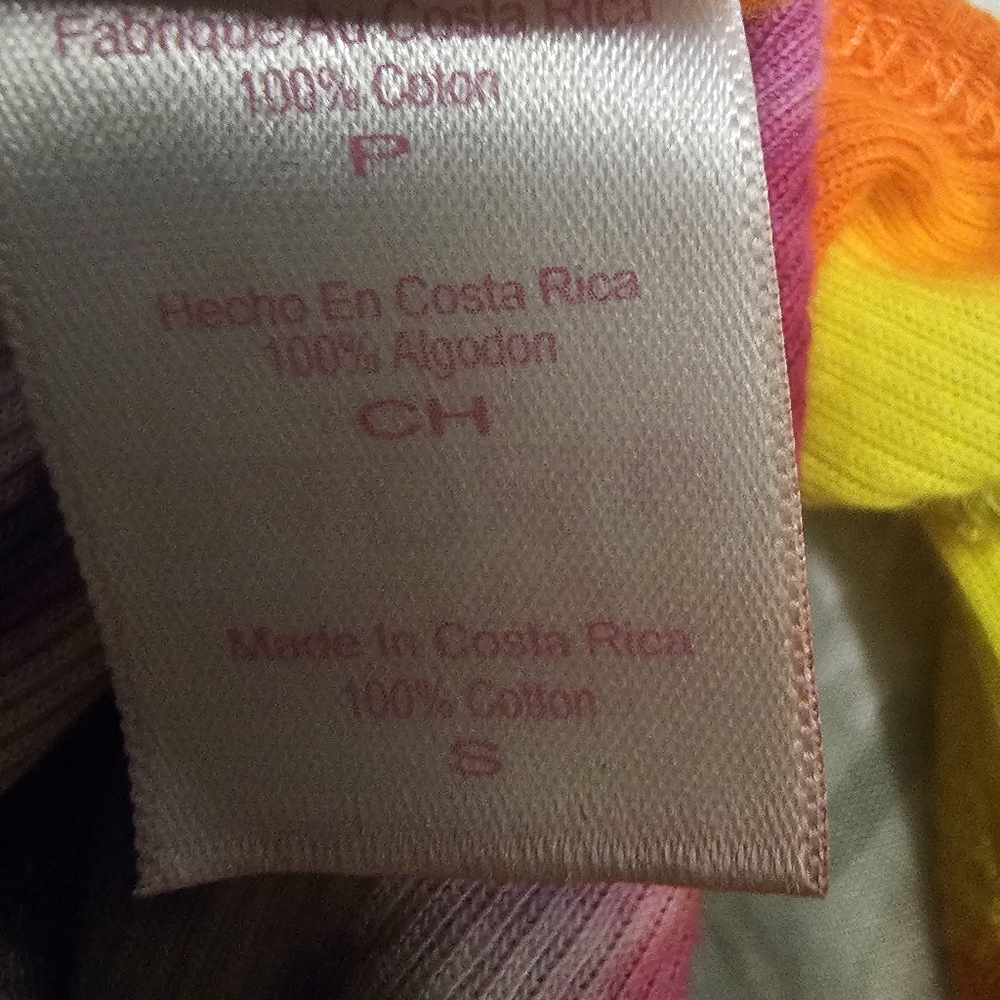 Fabrique Au Costa Rica
100% Coton
P
Hecho En Costa Rica
100% Algodon
CH
Made In Costa Rica
100% Cotton
S